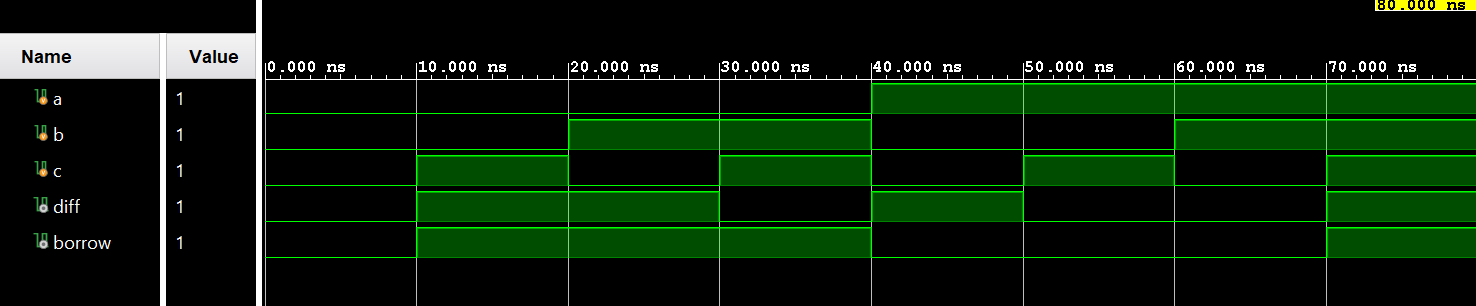 80.000 ns
Name Value
0.000 ns 10.000 ns 20.000 ns 30.000 ns 40.000 ns 50.000 ns 60.000 ns 70.000 ns
a 1
b 1
c 1
diff 1
borrow 1